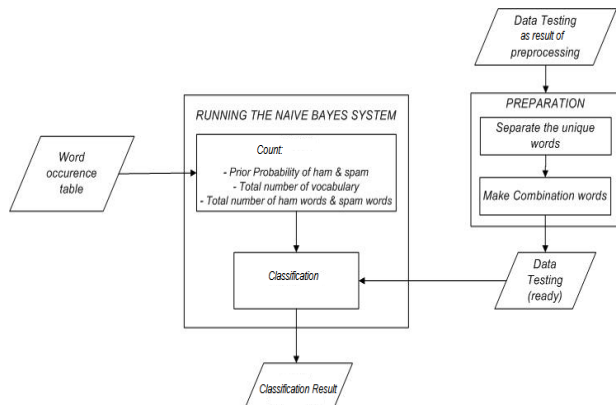 Data Testing
as result of
preprocessing
PREPARATION
Separate the unique
words
Make Combination words
Data
Testing
(ready)
RUNNING THE NAIVE BAYES SYSTEM
Count:
- Prior Probability of ham & spam
- Total number of vocabulary
- Total number of ham words & spam words
Word
occurence
table
Classification
Classification Result